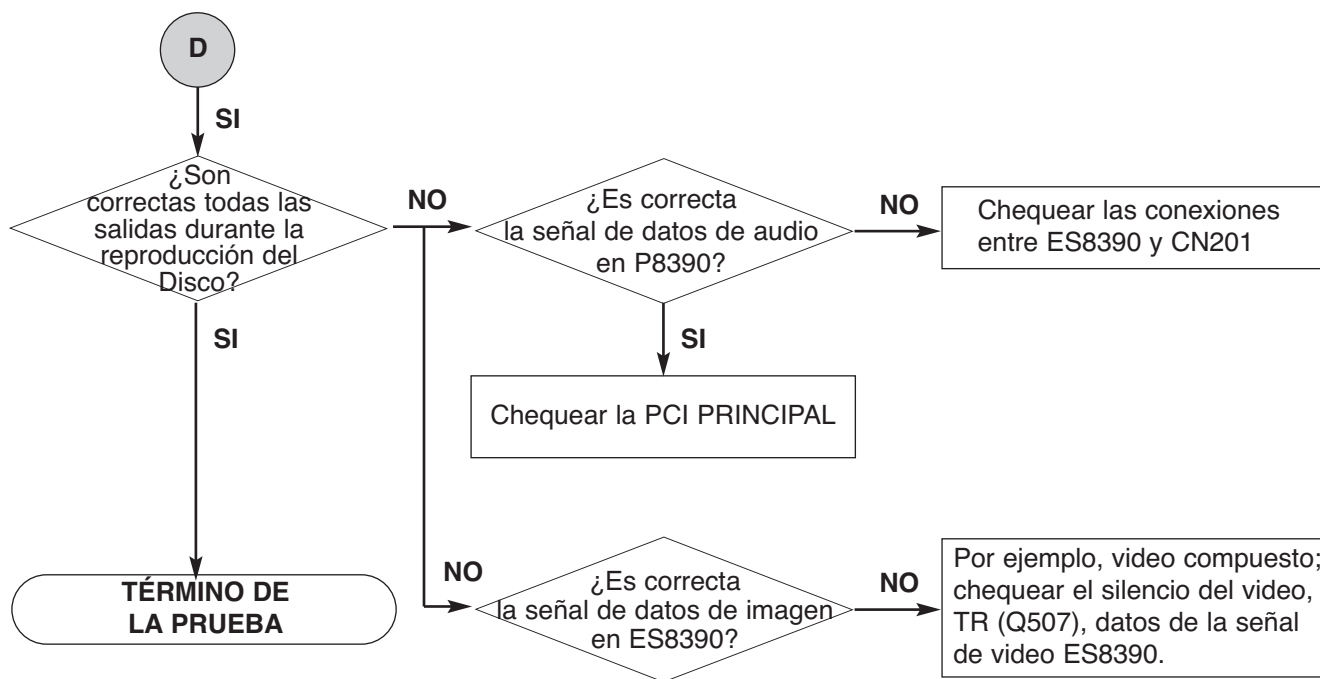 D
SI
¿Son
correctas todas las
salidas durante la
reproducción del
Disco?
NO
¿Es correcta
la señal de datos de audio
en P8390?
NO
Chequear las conexiones
entre ES8390 y CN201
SI
SI
Chequear la PCI PRINCIPAL
TÉRMINO DE
LA PRUEBA
NO
¿Es correcta
la señal de datos de imagen
en ES8390?
NO
Por ejemplo, video compuesto;
chequear el silencio del video,
TR (Q507), datos de la señal
de video ES8390.